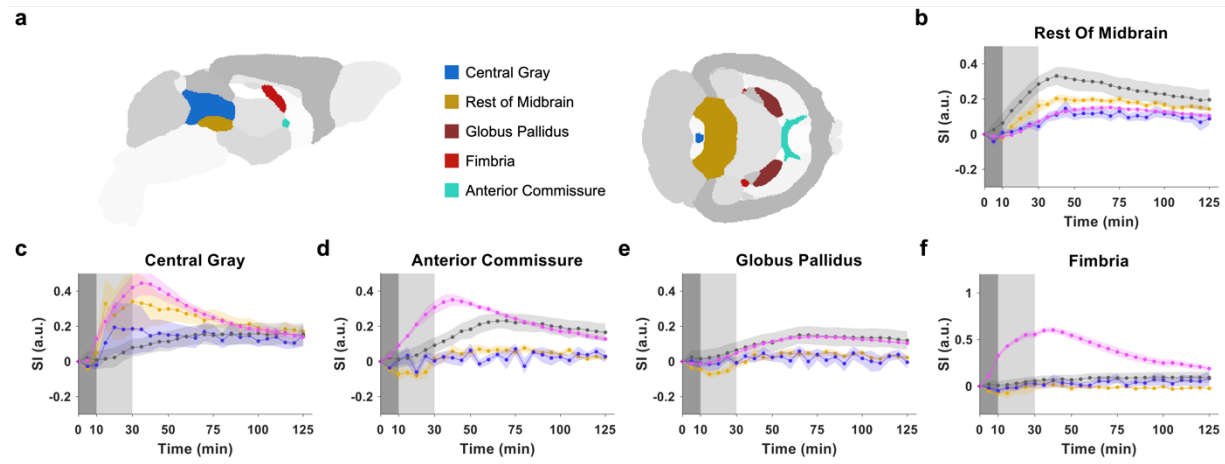 a
Central Gray
Rest of Midbrain
Globus Pallidus
Fimbria
Anterior Commissure
b
Rest Of Midbrain
SI (a.u.)
0.4
0.2
0
-0.2
0 10 30 50 75 100 125
Time (min)
c
Central Gray
SI (a.u.)
0.4
0.2
0
-0.2
0 10 30 50 75 100 125
Time (min)
d
Anterior Commissure
SI (a.u.)
0.4
0.2
0
-0.2
0 10 30 50 75 100 125
Time (min)
e
Globus Pallidus
SI (a.u.)
0.4
0.2
0
-0.2
0 10 30 50 75 100 125
Time (min)
f
Fimbria
SI (a.u.)
1
0.5
0
0 10 30 50 75 100 125
Time (min)